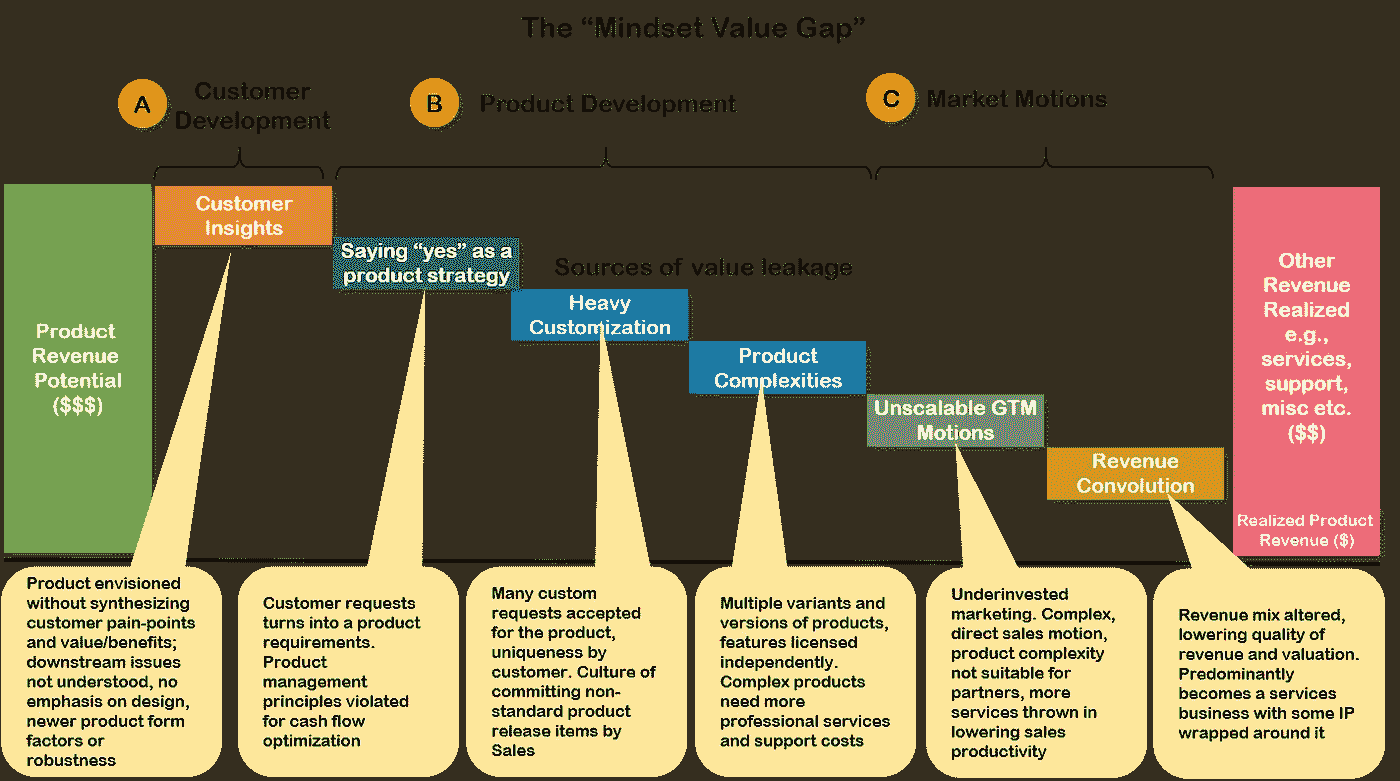 The “Mindset Value Gap”
A
Customer
Development
B
Product Development
C
Market Motions
Product
Revenue
Potential
($$$)
Customer
Insights
Saying “yes” as a
product strategy
Sources of value leakage
Heavy
Customization
Product
Complexities
Unscalable GTM
Motions
Revenue
Convolution
Other
Revenue
Realized
e.g.,
services,
support,
misc etc.
($$)
Realized Product
Revenue ($)
Product envisioned
without synthesizing
customer pain-points
and value/benefits;
downstream issues
not understood, no
emphasis on design,
newer product form
factors or
robustness
Customer requests
turns into a product
requirements.
Product
management
principles violated
for cash flow
optimization
Many custom
requests accepted
for the product,
uniqueness by
customer. Culture of
committing non-
standard product
release items by
Sales
Multiple variants and
versions of products,
features licensed
independently.
Complex products
need more
professional services
and support costs
Underinvested
marketing. Complex,
direct sales motion,
product complexity
not suitable for
partners, more
services thrown in
lowering sales
productivity
Revenue mix altered,
lowering quality of
revenue and valuation.
Predominantly
becomes a services
business with some IP
wrapped around it